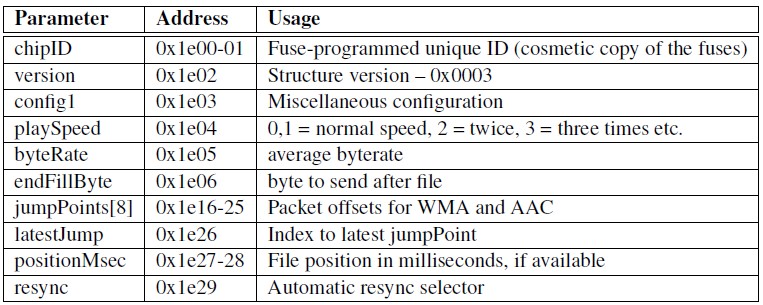 Parameter Address Usage
chipID 0x1e00-01 Fuse-programmed unique ID (cosmetic copy of the fuses)
version 0x1e02 Structure version – 0x0003
config1 0x1e03 Miscellaneous configuration
playSpeed 0x1e04 0,1 = normal speed, 2 = twice, 3 = three times etc.
byteRate 0x1e05 average byterate
endFillByte 0x1e06 byte to send after file
jumpPoints[8] 0x1e16-25 Packet offsets for WMA and AAC
latestJump 0x1e26 Index to latest jumpPoint
positionMsec 0x1e27-28 File position in milliseconds, if available
resync 0x1e29 Automatic resync selector